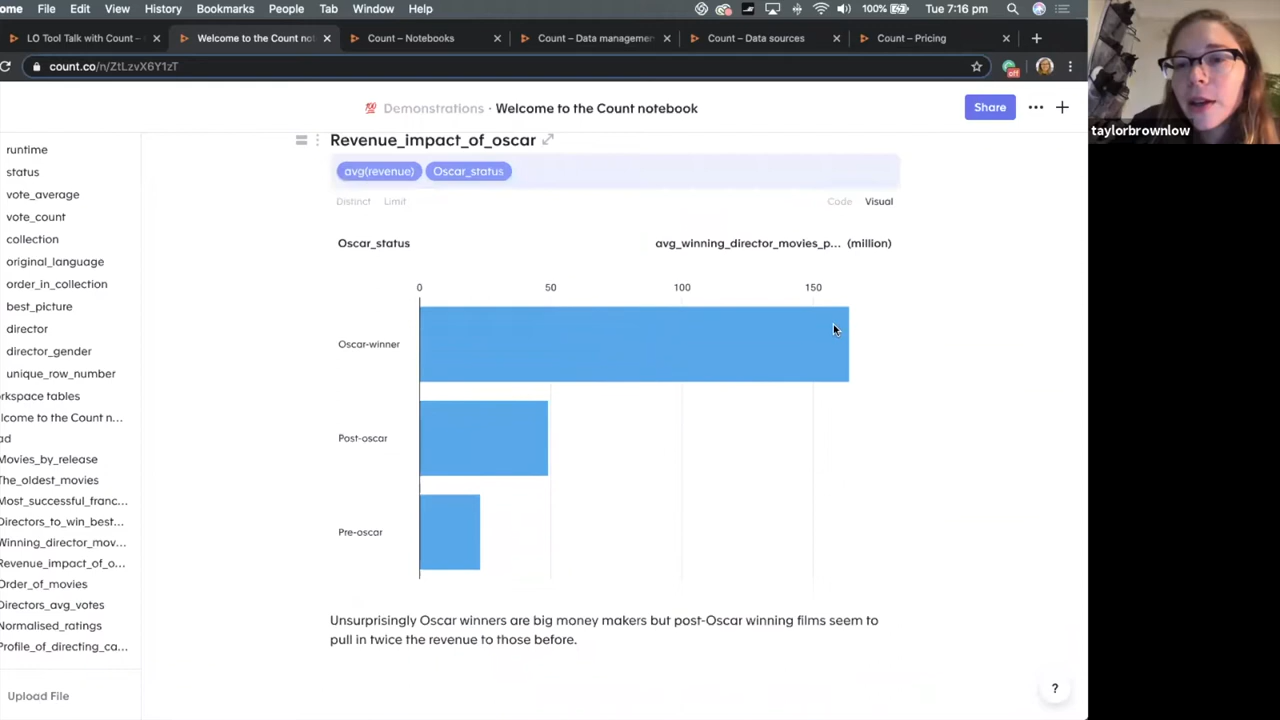 ome File Edit View History Bookmarks People Tab Window Help 100% Tue 7:16 pm
LO Tool Talk with Count – Welcome to the Count not Count – Notebooks Count – Data managemen Count – Data sources Count – Pricing
count.co/n/ZtLzvX6Y1zT off
Demonstrations · Welcome to the Count notebook Share
taylorbrownlow
runtime
status
vote_average
vote_count
collection
original_language
order_in_collection
best_picture
director
director_gender
unique_row_number
rkspace tables
lcome to the Count n...
ad
Movies_by_release
The_oldest_movies
Most_successful_franc...
Directors_to_win_best...
Winning_director_mov...
Revenue_impact_of_o...
Order_of_movies
Directors_avg_votes
Normalised_ratings
Profile_of_directing_ca...
Upload File
Revenue_impact_of_oscar
avg(revenue) Oscar_status
Distinct Limit Code Visual
Oscar_status avg_winning_director_movies_p... (million)
0 50 100 150
Oscar-winner
Post-oscar
Pre-oscar
Unsurprisingly Oscar winners are big money makers but post-Oscar winning films seem to
pull in twice the revenue to those before.
?